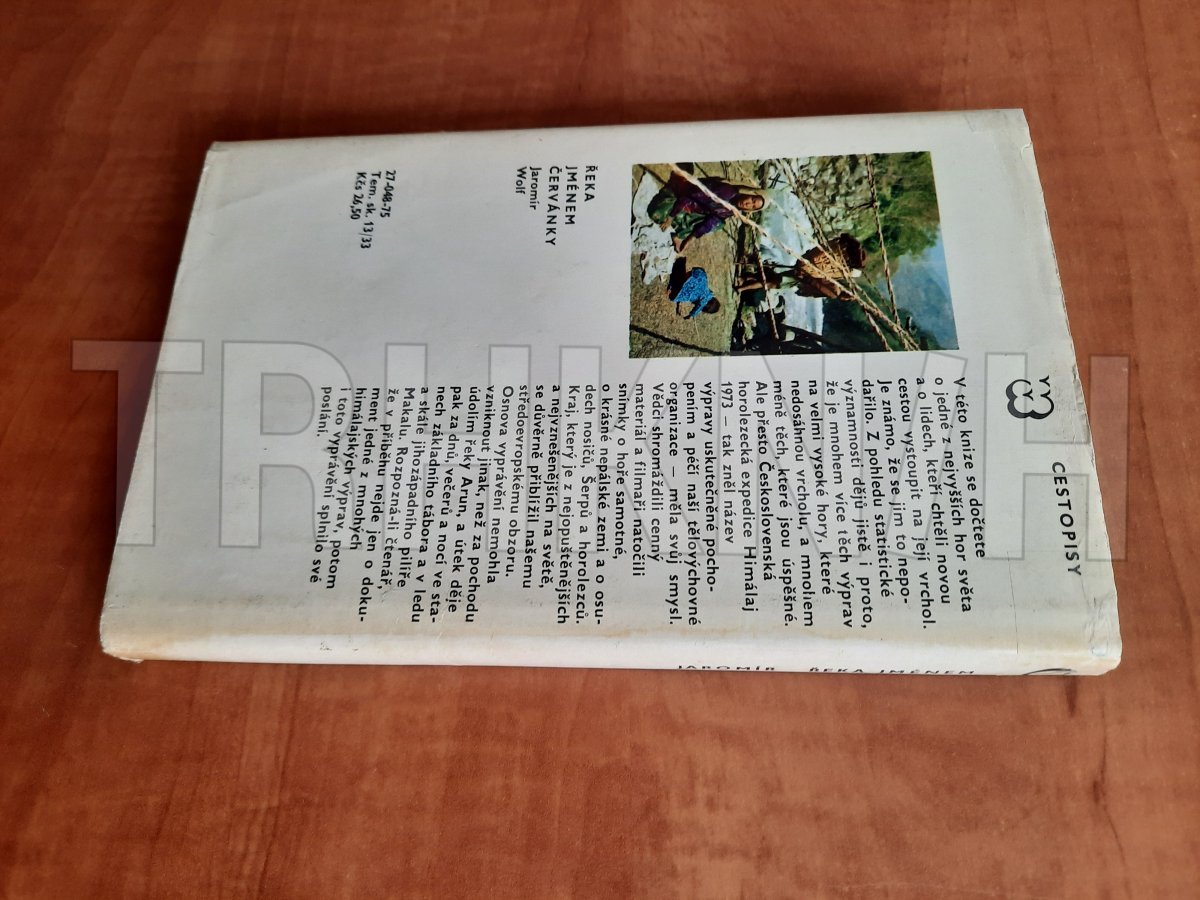 CESTOPISY
V této knize se dočtete
o jedné z nejvyšších hor světa
a o lidech, kteří chtěli novou
cestou vystoupit na její vrchol.
Je známo, že se jim to nepo-
dařilo. Z pohledu statistické
významnosti dějů jistě i proto,
že je mnohem více těch výprav
na velmi vysoké hory, které
nedosáhnou vrcholu, a mnohem
méně těch, které jsou úspěšné.
Ale přesto Československá
horolezecká expedice Himálaj
1973 — tak zněl název
výpravy uskutečněné pocho-
pením a péčí naší tělovýchovné
organizace — měla svůj smysl.
Vědci shromáždili cenný
materiál a filmaři natočili
snímky o hoře samotné,
o krásné nepálské zemi a o osu-
dech nosičů, Šerpů a horolezců.
Kraj, který je z nejopuštěnějších
a nejvznešenějších na světě,
se důvěrně přiblížil našemu
středoevropskému obzoru.
Osnova vyprávění nemohla
vzniknout jinak, než za pochodu
údolím řeky Arun, a útek děje
pak za dnů, večerů a nocí ve sta-
nech základního tábora a v ledu
a skále jihozápadního pilíře
Makalu. Rozpozná-li čtenář,
že v příběhu nejde jen o doku-
ment jedné z mnohých
himálajských výprav, potom
i toto vyprávění splnilo své
poslání.
ŘEKA
JMÉNEM
ČERVÁNKY
Jaromír
Wolf
27-048-75
Tem. sk. 13/33
Kčs 26,50
JAROMÍR ŘEKA JMÉNEM